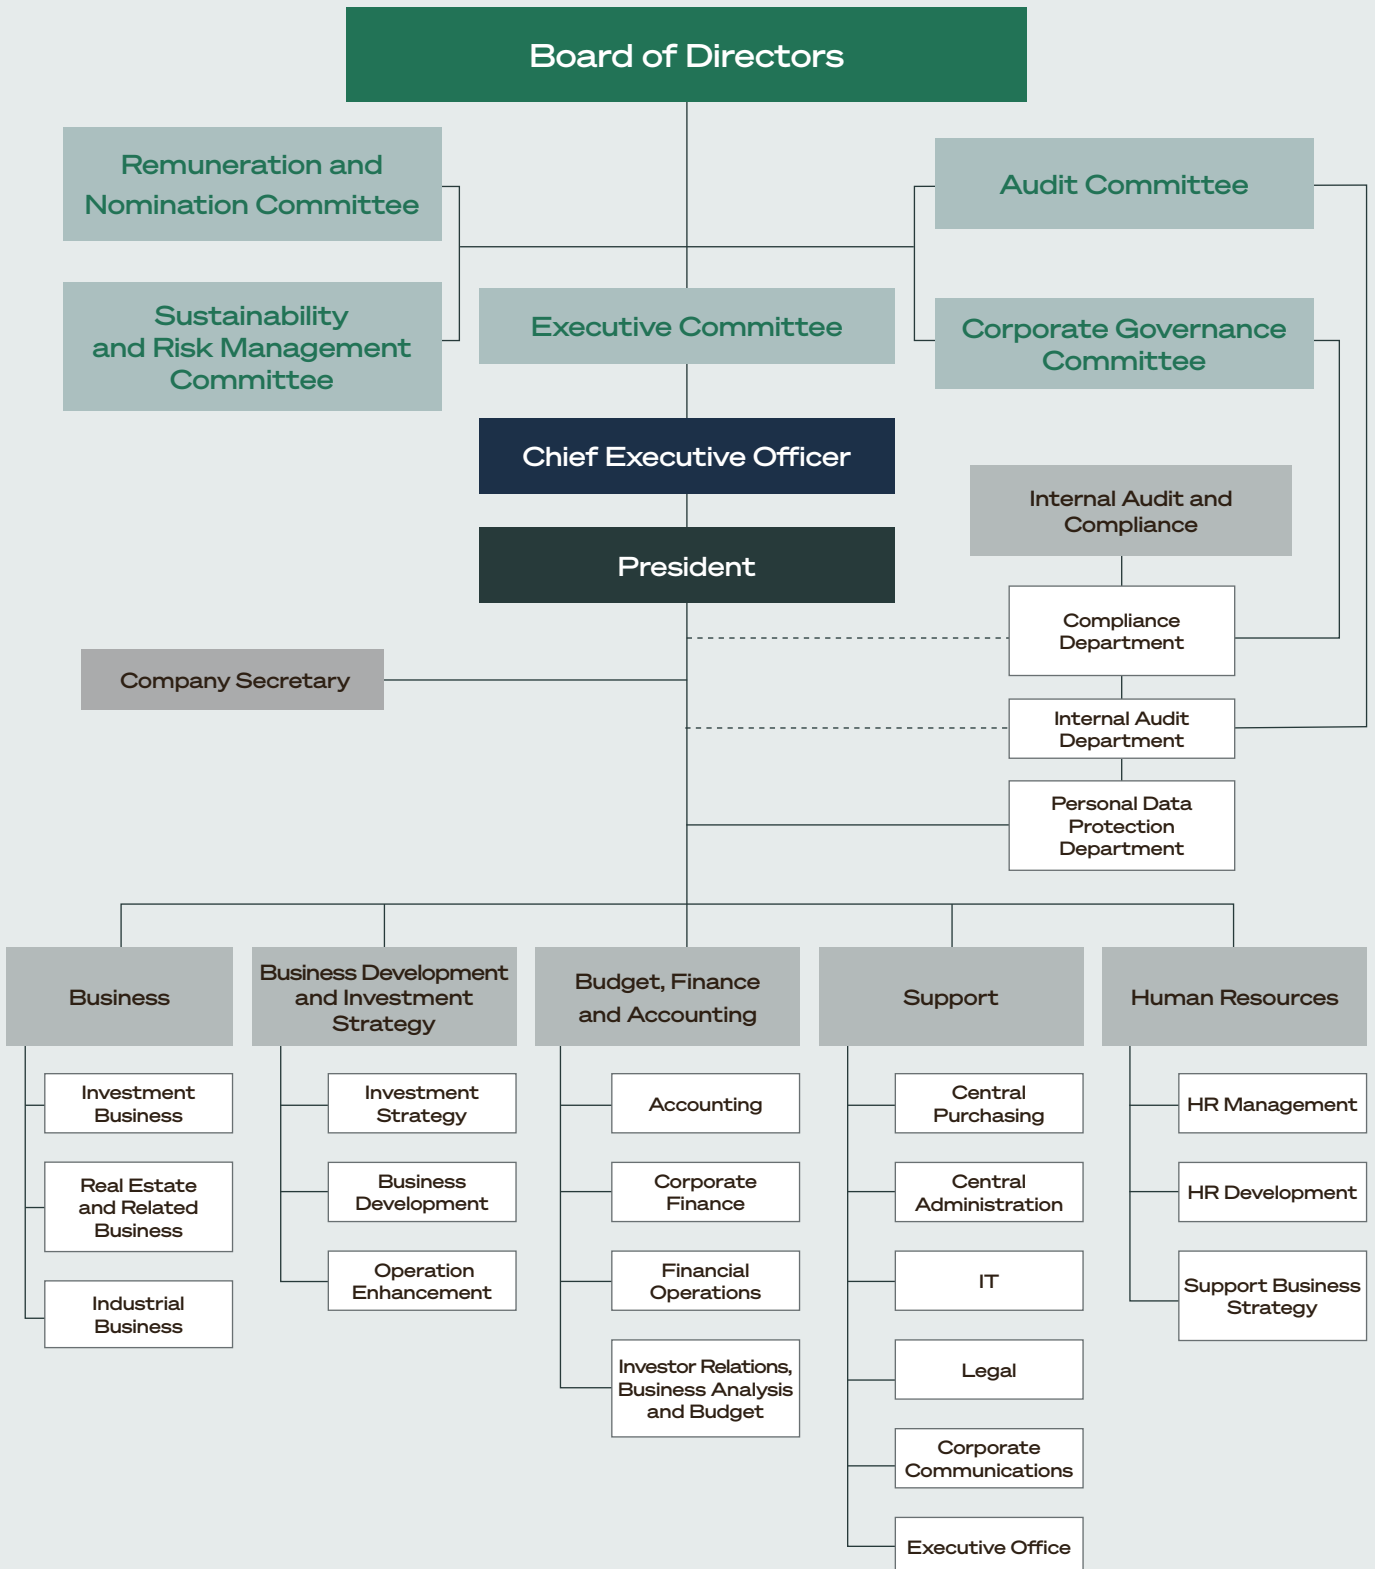 Board of Directors
Remuneration and
Nomination Committee
Audit Committee
Sustainability
and Risk Management
Committee
Executive Committee
Corporate Governance
Committee
Chief Executive Officer
Internal Audit and
Compliance
President
Compliance
Department
Company Secretary
Internal Audit
Department
Personal Data
Protection
Department
Business
Business Development
and Investment
Strategy
Budget, Finance
and Accounting
Support
Human Resources
Investment
Business
Real Estate
and Related
Business
Industrial
Business
Investment
Strategy
Business
Development
Operation
Enhancement
Accounting
Corporate
Finance
Financial
Operations
Investor Relations,
Business Analysis
and Budget
Central
Purchasing
Central
Administration
IT
Legal
Corporate
Communications
Executive Office
HR Management
HR Development
Support Business
Strategy